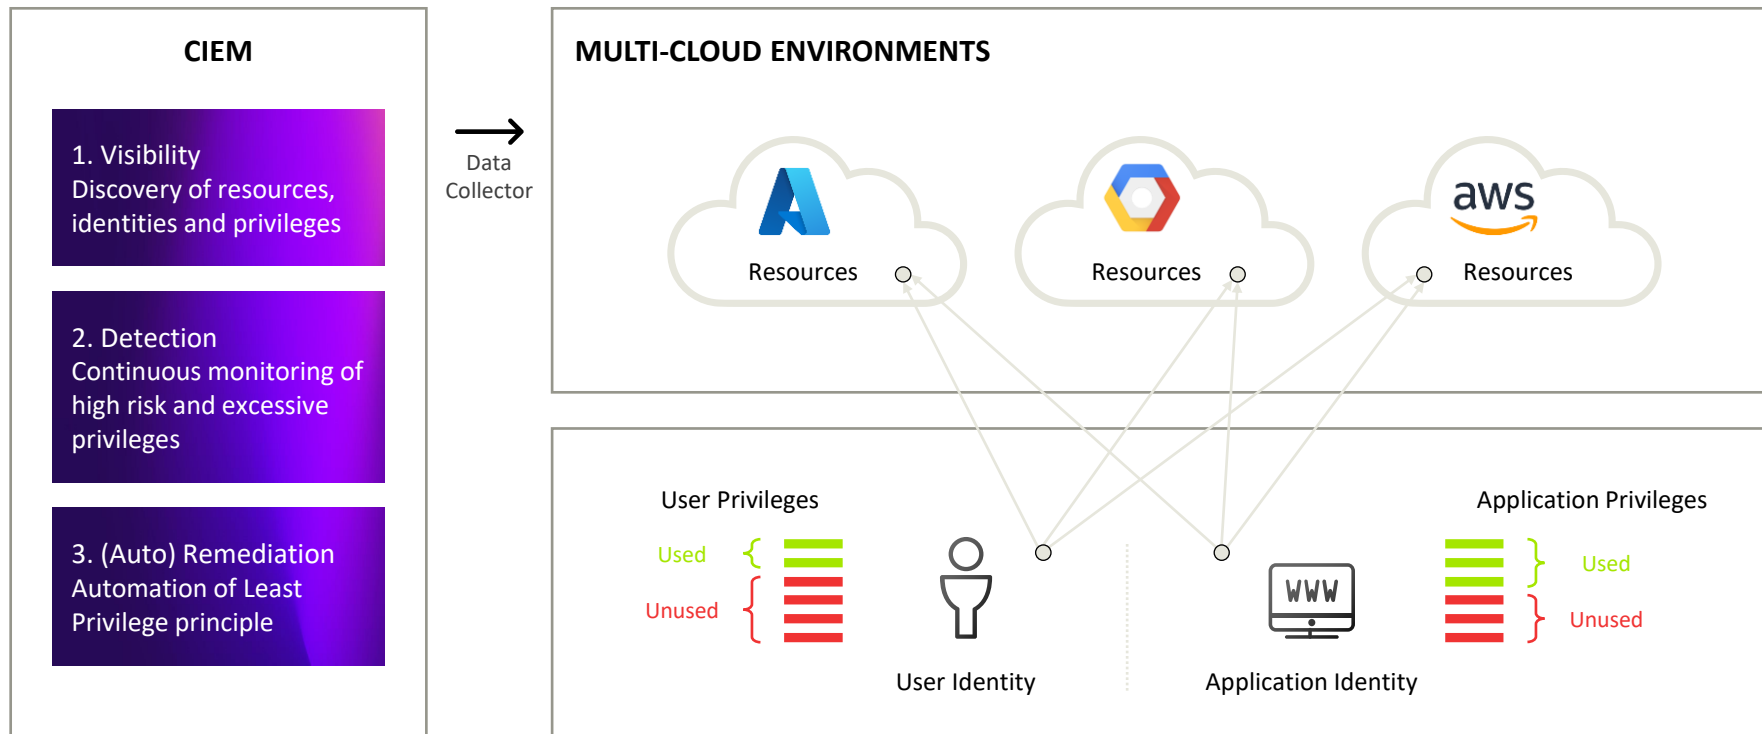 CIEM
1. Visibility
Discovery of resources,
identities and privileges
2. Detection
Continuous monitoring of
high risk and excessive
privileges
3. (Auto) Remediation
Automation of Least
Privilege principle
Data
Collector
MULTI-CLOUD ENVIRONMENTS
Resources
Resources
aws
Resources
User Privileges
Used
Unused
User Identity
WWW
Application Identity
Application Privileges
Used
Unused